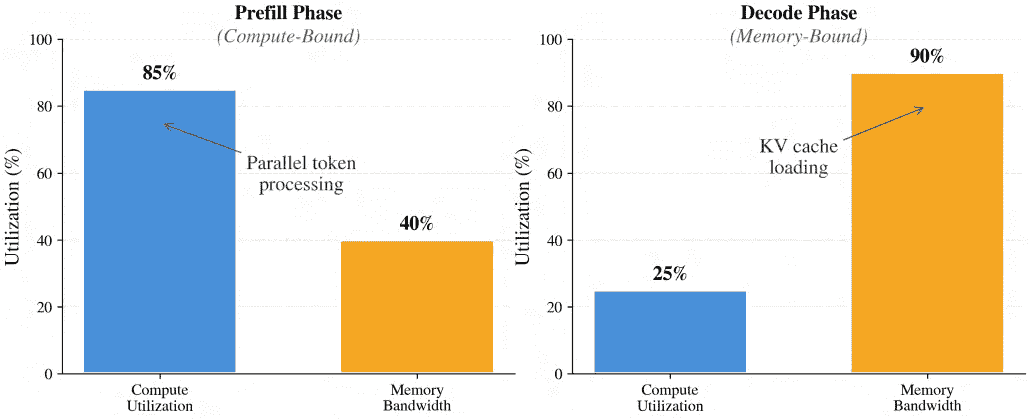 Prefill Phase
(Compute-Bound)
100
80
60
40
20
0
Utilization (%)
85%
Parallel token
processing
40%
Compute
Utilization
Memory
Bandwidth
Decode Phase
(Memory-Bound)
100
80
60
40
20
0
Utilization (%)
90%
KV cache
loading
25%
Compute
Utilization
Memory
Bandwidth